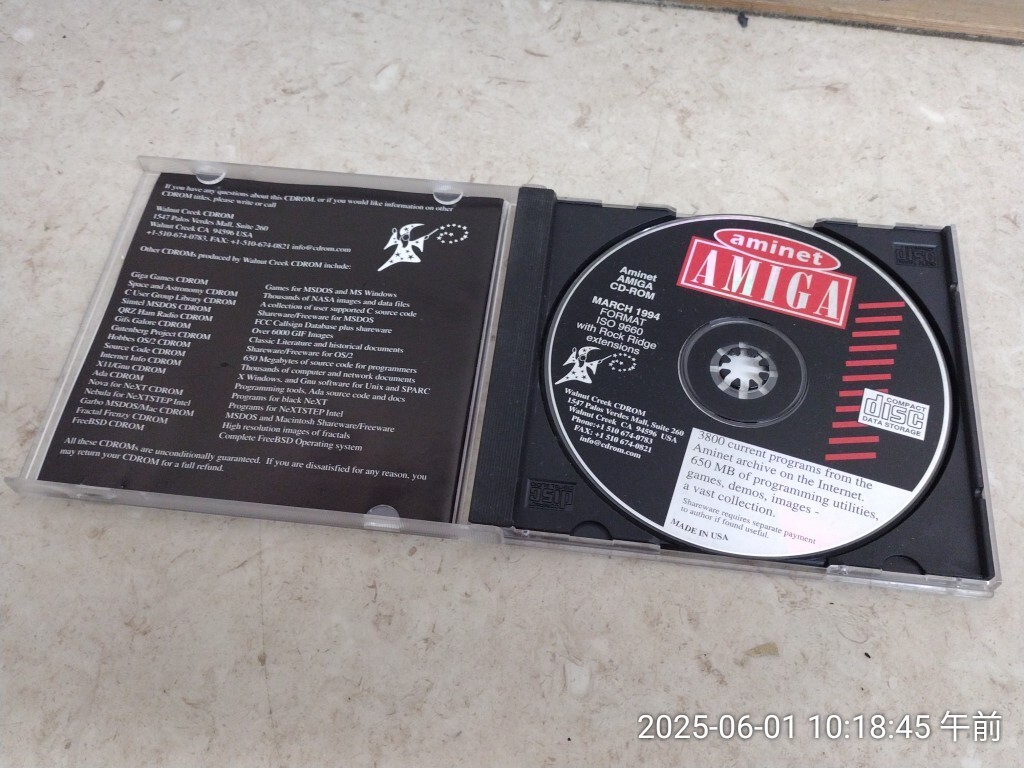 If you have any questions about this CDROM, or if you would like information on other
CDROM titles, please write or call
Walnut Creek CDROM
1547 Palos Verdes Mall, Suite 260
Walnut Creek CA 94596 USA
+1-510-674-0783, FAX: +1-510-674-0821 info@cdrom.com
Other CDROMs produced by Walnut Creek CDROM include:
Giga Games CDROM Games for MSDOS and MS Windows
Space and Astronomy CDROM Thousands of NASA images and data files
C User Group Library CDROM A collection of user supported C source code
Simtel MSDOS CDROM Shareware/Freeware for MSDOS
QRZ Ham Radio CDROM FCC Callsign Database plus shareware
Gifs Galore CDROM Over 6000 GIF Images
Gutenberg Project CDROM Classic Literature and historical documents
Hobbes OS/2 CDROM Shareware/Freeware for OS/2
Source Code CDROM 650 Megabytes of source code for programmers
Internet Info CDROM Thousands of computer and network documents
X11/Gnu CDROM X Windows, and Gnu software for Unix and SPARC
Ada CDROM Programming tools, Ada source code and docs
Nova for NeXT CDROM Programs for black NeXT
Nebula for NeXTSTEP Intel Programs for NeXTSTEP Intel
Garbo MSDOS/Mac CDROM MSDOS and Macintosh Shareware/Freeware
Fractal Frenzy CDROM High resolution images of fractals
FreeBSD CDROM Complete FreeBSD Operating system
All these CDROMs are unconditionally guaranteed. If you are dissatisfied for any reason, you
may return your CDROM for a full refund.
aminet
AMIGA
Aminet
AMIGA
CD-ROM
MARCH 1994
FORMAT
ISO 9660
with Rock Ridge
extensions
Walnut Creek CDROM
1547 Palos Verdes Mall, Suite 260
Walnut Creek CA 94596 USA
Phone:+1 510 674-0783
FAX: +1 510 674-0821
info@cdrom.com
COMPACT
disc
DATA STORAGE
3800 current programs from the
Aminet archive on the Internet.
650 MB of programming utilities,
games, demos, images -
a vast collection.
Shareware requires separate payment
to author if found useful.
MADE IN USA
disc
disc
2025-06-01 10:18:45 午前